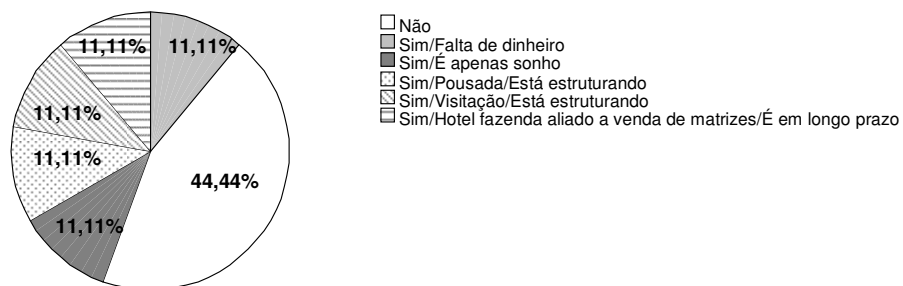 11,11%
11,11%
11,11%
11,11%
44,44%
11,11%
Não
Sim/Falta de dinheiro
Sim/É apenas sonho
Sim/Pousada/Está estruturando
Sim/Visitação/Está estruturando
Sim/Hotel fazenda aliado a venda de matrizes/É em longo prazo